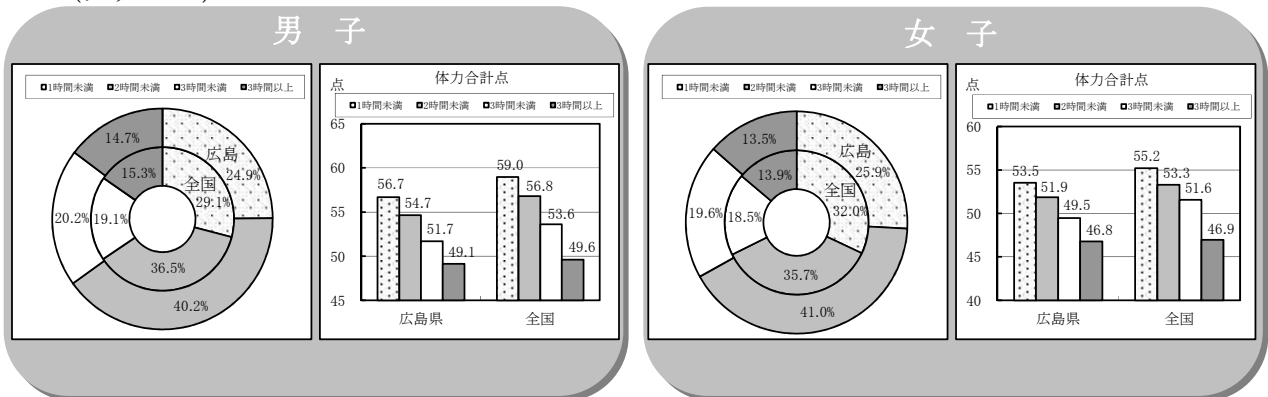 男 子
□1時間未満 □2時間未満 □3時間未満 □3時間以上
14.7%
広島
24.9%
15.3%
全国
29.1%
20.2%
19.1%
36.5%
40.2%
点
体力合計点
□1時間未満 □2時間未満 □3時間未満 ■3時間以上
65
60
55
50
45
56.7
54.7
51.7
49.1
59.0
56.8
53.6
49.6
広島県
全国
女 子
□1時間未満 □2時間未満 □3時間未満 □3時間以上
13.5%
広島
25.9%
13.9%
全国
32.0%
19.6%
18.5%
35.7%
41.0%
点
体力合計点
□1時間未満 □2時間未満 □3時間未満 ■3時間以上
60
55
50
45
40
53.5
51.9
49.5
46.8
55.2
53.3
51.6
46.9
広島県
全国